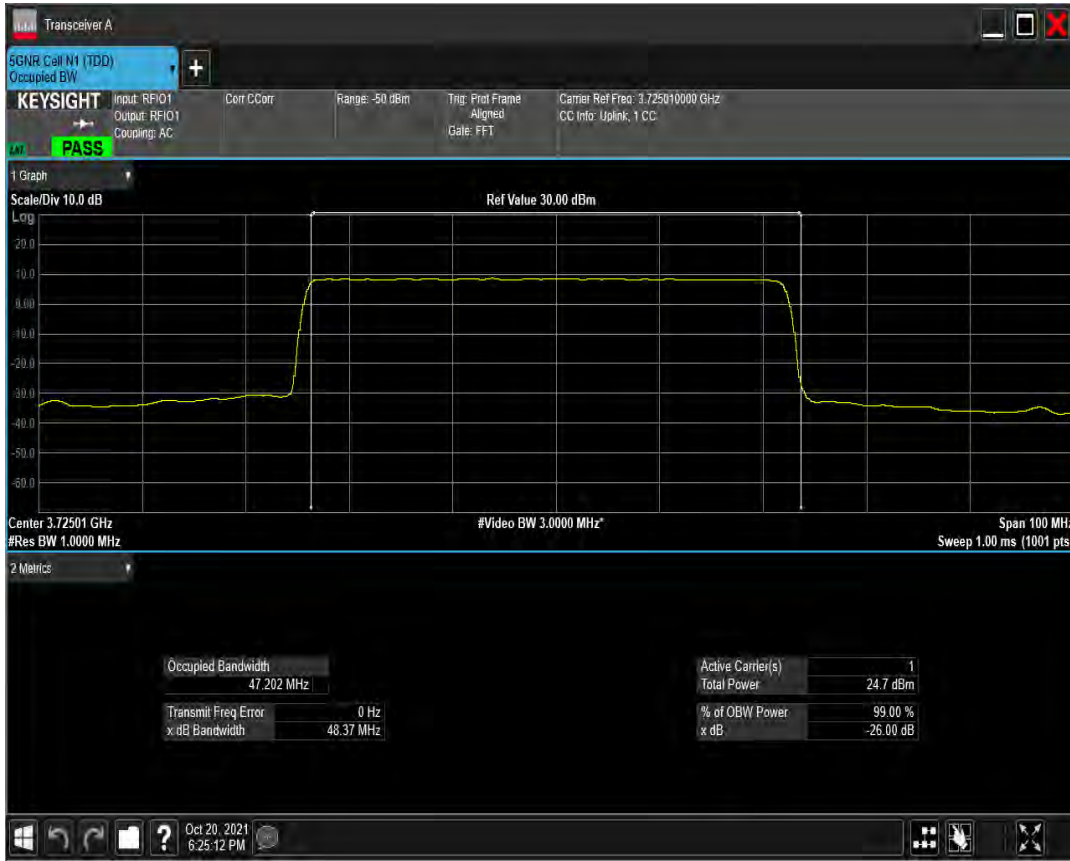 Transceiver A
5GNR Cell N1 (TDD)
Occupied BW
KEYSIGHT
Input: RFIO1
Output: RFIO1
Coupling: AC
Corr CCorr
Range: -50 dBm
Trig: Prot Frame
Aligned
Gate: FFT
Carrier Ref Freq: 3.725010000 GHz
CC Info: Uplink, 1 CC
PASS
1 Graph
Scale/Div 10.0 dB
Ref Value 30.00 dBm
Log
20.0
10.0
0.00
-10.0
-20.0
-30.0
-40.0
-50.0
-60.0
Center 3.72501 GHz
#Video BW 3.0000 MHz*
Span 100 MHz
#Res BW 1.0000 MHz
Sweep 1.00 ms (1001 pts
2 Metrics
Occupied Bandwidth
47.202 MHz
Transmit Freq Error 0 Hz
x dB Bandwidth 48.37 MHz
Active Carrier(s) 1
Total Power 24.7 dBm
% of OBW Power 99.00 %
x dB -26.00 dB
Oct 20, 2021
6:25:12 PM